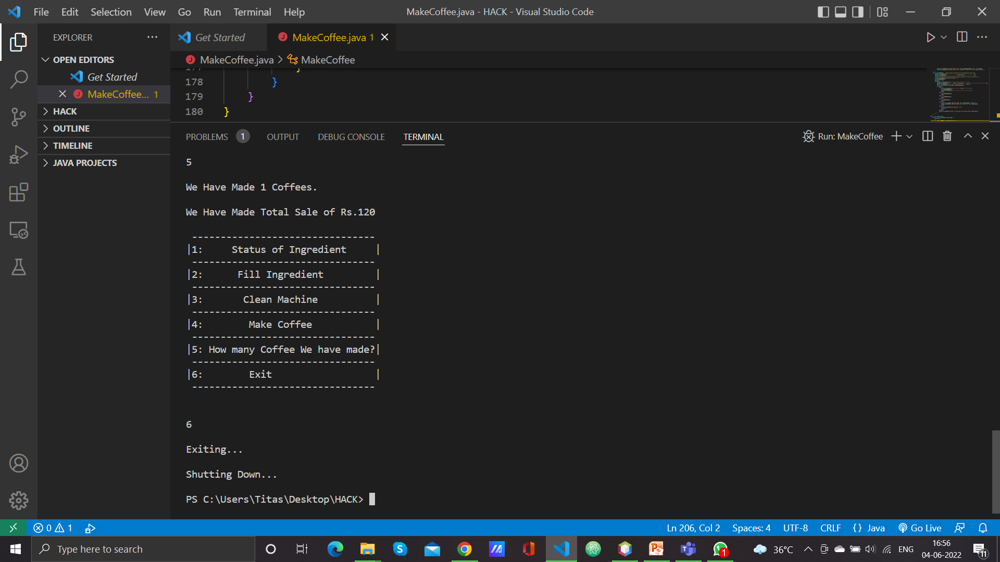 File Edit Selection View Go Run Terminal Help
MakeCoffee.java - HACK - Visual Studio Code
EXPLORER
OPEN EDITORS
Get Started
MakeCoffee... 1
HACK
OUTLINE
TIMELINE
JAVA PROJECTS
Get Started
MakeCoffee.java 1
MakeCoffee.java > MakeCoffee
177 }
178 }
179 }
180 }
PROBLEMS 1 OUTPUT DEBUG CONSOLE TERMINAL
Run: MakeCoffee
5
We Have Made 1 Coffees.
We Have Made Total Sale of Rs.120
--------------------------------
|1: Status of Ingredient |
--------------------------------
|2: Fill Ingredient |
--------------------------------
|3: Clean Machine |
--------------------------------
|4: Make Coffee |
--------------------------------
|5: How many Coffee We have made?|
--------------------------------
|6: Exit |
--------------------------------
6
Exiting...
Shutting Down...
PS C:\Users\Titas\Desktop\HACK>
0 1
Ln 206, Col 2 Spaces: 4 UTF-8 CRLF {} Java Go Live
Type here to search
1
36°C
ENG
16:56
04-06-2022
11